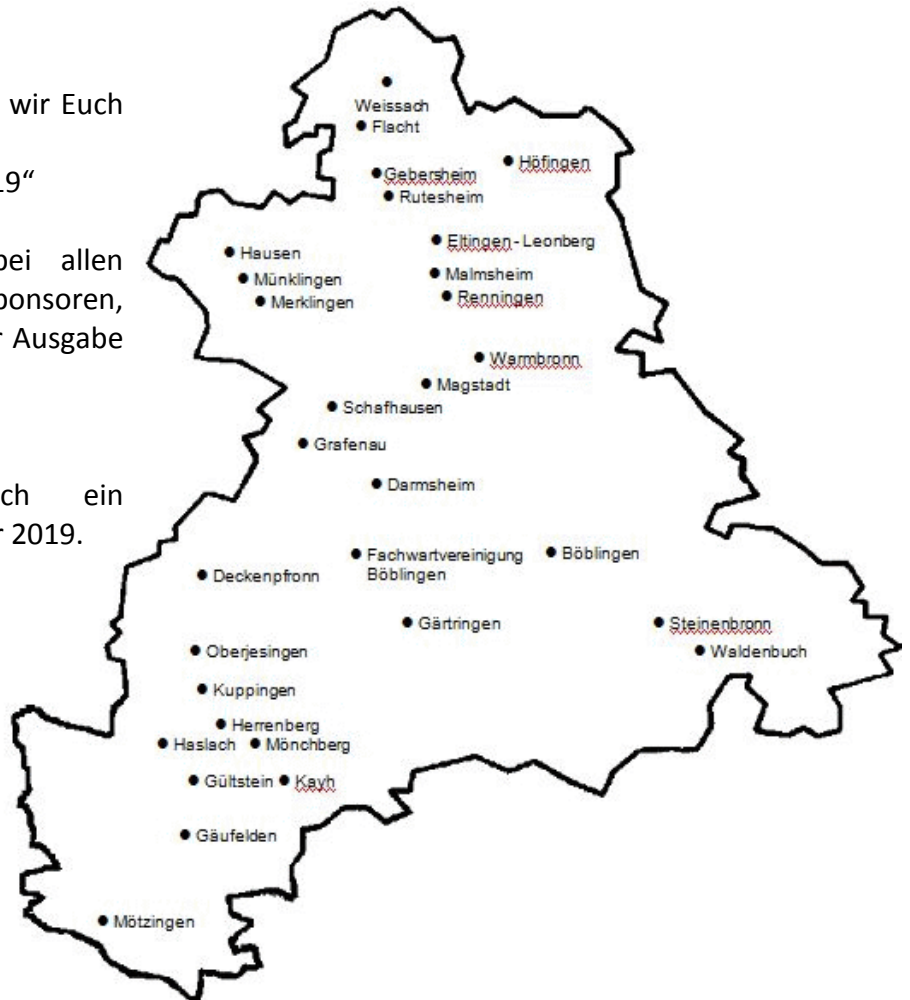 wir Euch
19“
bei allen
ponsoren,
r Ausgabe
ch ein
r 2019.
Weissach
Flacht
Höfingen
Gebersheim
Rutesheim
Eltingen - Leonberg
Hausen
Malmsheim
Münklingen
Renningen
Merklingen
Warmbronn
Magstadt
Schafhausen
Grafenau
Darmsheim
Fachwartvereinigung
Böblingen
Böblingen
Deckenpfronn
Gärtringen
Steinenbronn
Waldenbuch
Oberjesingen
Kuppingen
Herrenberg
Haslach
Mönchberg
Gültstein
Kayh
Gäufelden
Mötzingen